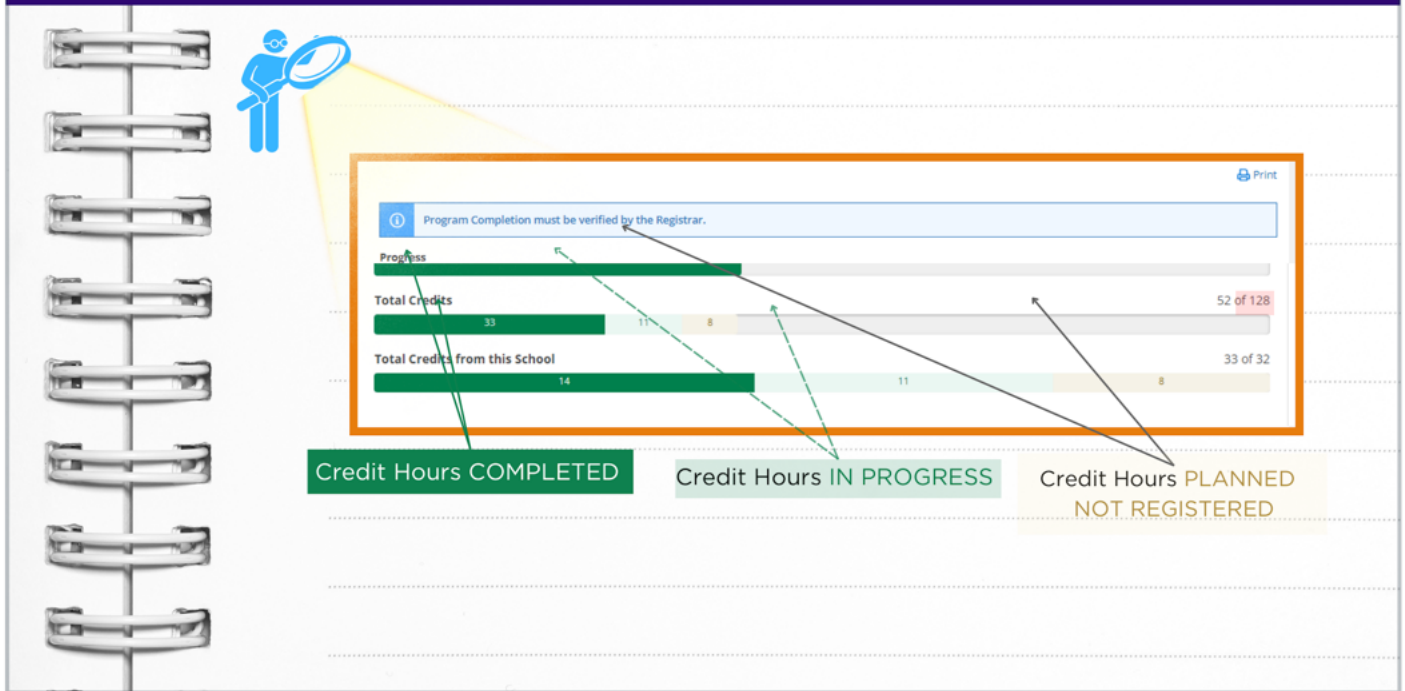 Print
Program Completion must be verified by the Registrar.
Progress
Total Credits
52 of 128
33 11 8
Total Credits from this School
33 of 32
14 11 8
Credit Hours COMPLETED
Credit Hours IN PROGRESS
Credit Hours PLANNED
NOT REGISTERED